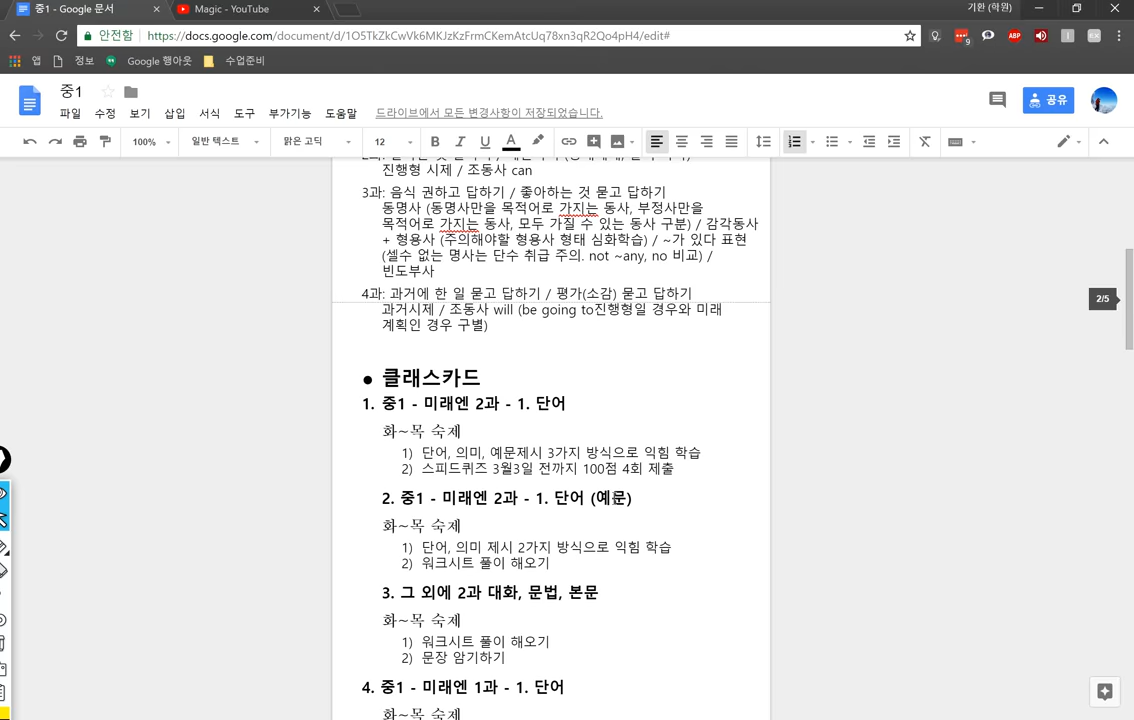 중1 - Google 문서
Magic - YouTube
기환 (학원)
안전함
https://docs.google.com/document/d/1O5TkZkCwVk6MKJzKzFrmCKemAtcUq78xn3qR2Qo4pH4/edit#
9
ABP
앱
정보
Google 행아웃
수업준비
중1
파일 수정 보기 삽입 서식 도구 부가기능 도움말
드라이브에서 모든 변경사항이 저장되었습니다.
공유
100%
일반 텍스트
맑은 고딕
12
B I U A
진행형 시제 / 조동사 can
3과: 음식 권하고 답하기 / 좋아하는 것 묻고 답하기
동명사 (동명사만을 목적어로 가지는 동사, 부정사만을
목적어로 가지는 동사, 모두 가질 수 있는 동사 구분) / 감각동사
+ 형용사 (주의해야할 형용사 형태 심화학습) / ~가 있다 표현
(셀수 없는 명사는 단수 취급 주의. not ~any, no 비교) /
빈도부사
4과: 과거에 한 일 묻고 답하기 / 평가(소감) 묻고 답하기
과거시제 / 조동사 will (be going to진행형일 경우와 미래
계획인 경우 구별)
2/5
● 클래스카드
1. 중1 - 미래엔 2과 - 1. 단어
화~목 숙제
1) 단어, 의미, 예문제시 3가지 방식으로 익힘 학습
2) 스피드퀴즈 3월3일 전까지 100점 4회 제출
2. 중1 - 미래엔 2과 - 1. 단어 (예문)
화~목 숙제
1) 단어, 의미 제시 2가지 방식으로 익힘 학습
2) 워크시트 풀이 해오기
3. 그 외에 2과 대화, 문법, 본문
화~목 숙제
1) 워크시트 풀이 해오기
2) 문장 암기하기
4. 중1 - 미래엔 1과 - 1. 단어
화~목 숙제